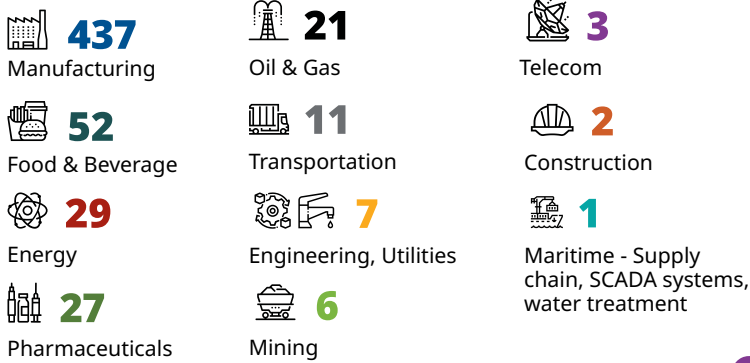 437
Manufacturing
52
Food & Beverage
29
Energy
27
Pharmaceuticals
21
Oil & Gas
11
Transportation
7
Engineering, Utilities
6
Mining
3
Telecom
2
Construction
1
Maritime - Supply
chain, SCADA systems,
water treatment